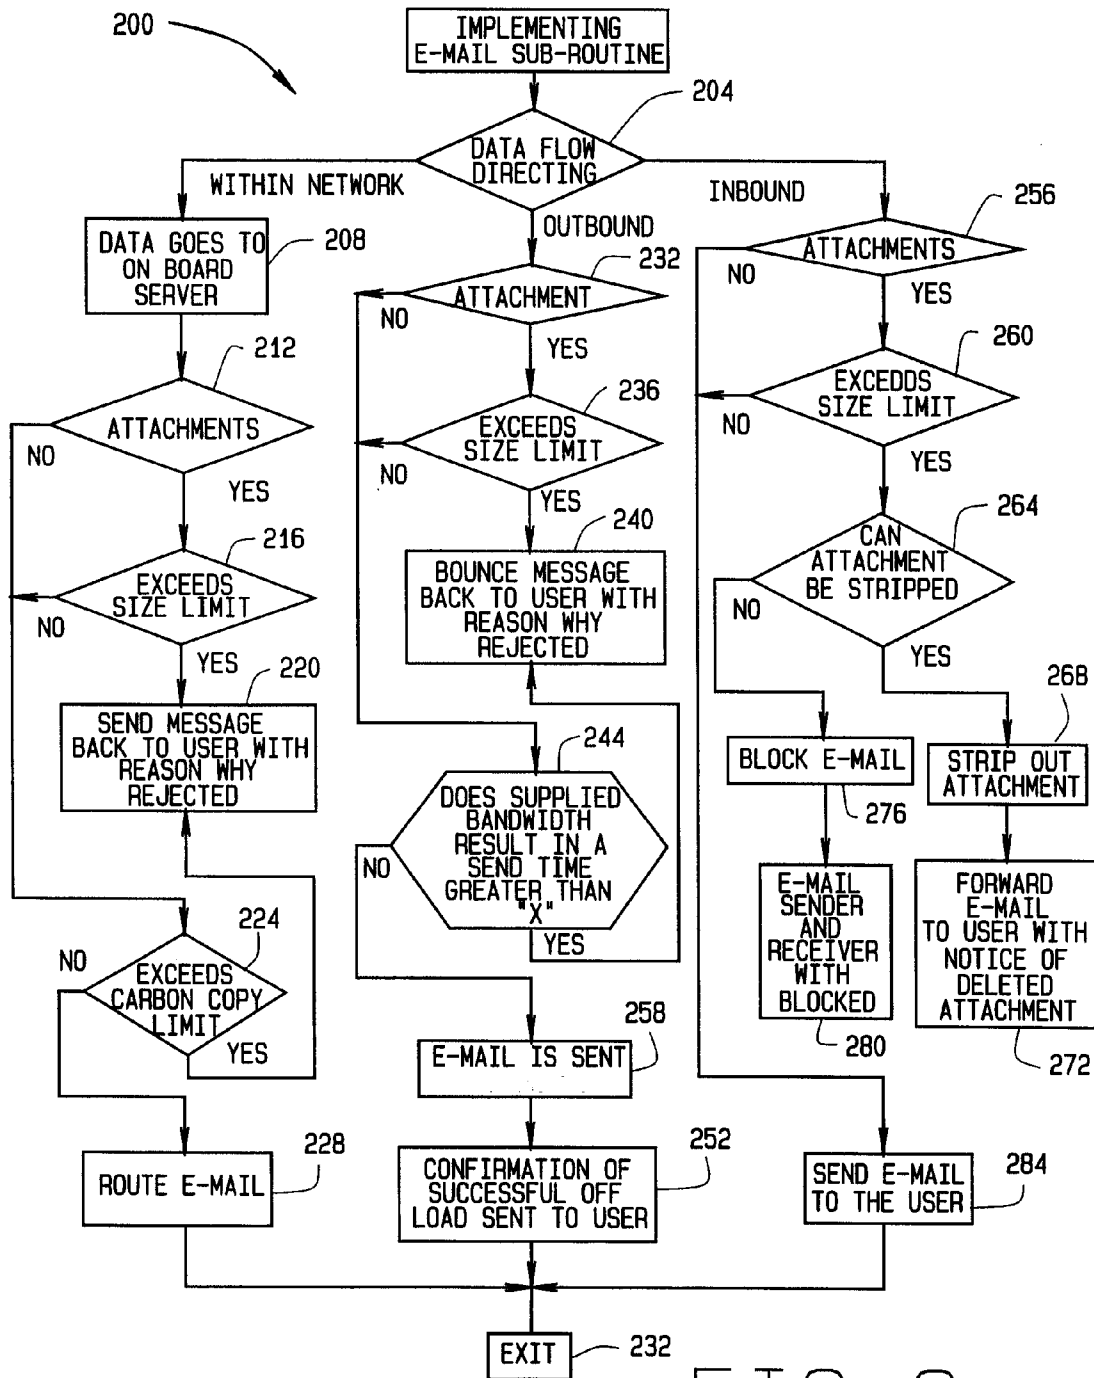 200
IMPLEMENTING
E-MAIL SUB-ROUTINE
204
DATA FLOW
DIRECTING
WITHIN NETWORK
OUTBOUND
INBOUND
DATA GOES TO
ON BOARD
SERVER
208
212
ATTACHMENTS
NO
YES
216
EXCEEDS
SIZE LIMIT
NO
YES
220
SEND MESSAGE
BACK TO USER WITH
REASON WHY
REJECTED
224
EXCEEDS
CARBON COPY
LIMIT
NO
YES
228
ROUTE E-MAIL
232
ATTACHMENT
NO
YES
236
EXCEEDS
SIZE LIMIT
NO
YES
240
BOUNCE MESSAGE
BACK TO USER WITH
REASON WHY
REJECTED
244
DOES SUPPLIED
BANDWIDTH
RESULT IN A
SEND TIME
GREATER THAN
"X"
NO
YES
258
E-MAIL IS SENT
252
CONFIRMATION OF
SUCCESSFUL OFF
LOAD SENT TO USER
256
ATTACHMENTS
NO
YES
260
EXCEDDS
SIZE LIMIT
NO
YES
264
CAN
ATTACHMENT
BE STRIPPED
NO
YES
268
STRIP OUT
ATTACHMENT
BLOCK E-MAIL
276
E-MAIL
SENDER
AND
RECEIVER
WITH
BLOCKED
280
FORWARD
E-MAIL
TO USER WITH
NOTICE OF
DELETED
ATTACHMENT
272
SEND E-MAIL
TO THE USER
284
EXIT
232